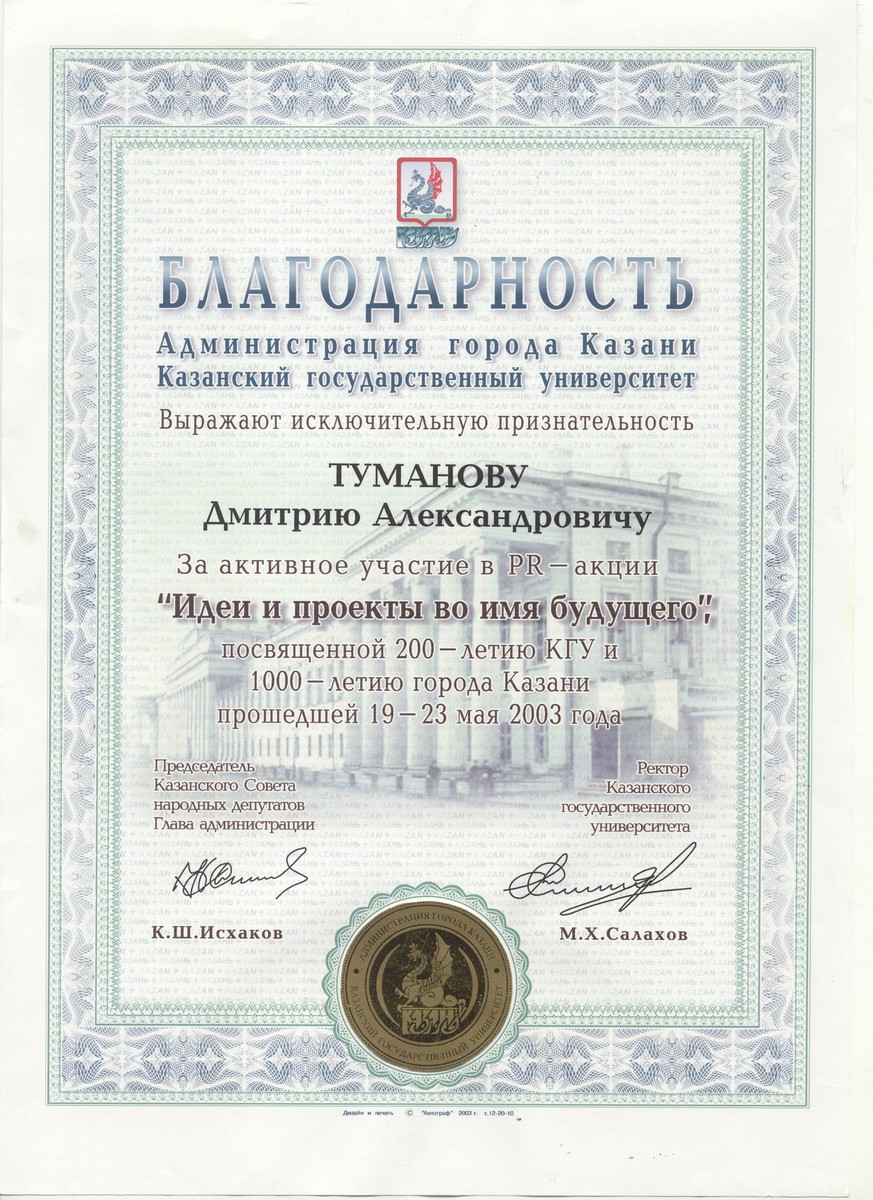 БЛАГОДАРНОСТЬ
Администрация города Казани
Казанский государственный университет
Выражают исключительную признательность
ТУМАНОВУ
Дмитрию Александровичу
За активное участие в PR–акции
“Идеи и проекты во имя будущего”,
посвященной 200–летию КГУ и
1000–летию города Казани
прошедшей 19–23 мая 2003 года
Председатель
Казанского Совета
народных депутатов
Глава администрации
Ректор
Казанского
государственного
университета
К.Ш.Исхаков
М.Х.Салахов
АДМИНИСТРАЦИЯ ГОРОДА КАЗАНИ
КАЗАНСКИЙ ГОСУДАРСТВЕННЫЙ УНИВЕРСИТЕТ
Дизайн и печать © "Автограф" 2003 г. т.12-20-10